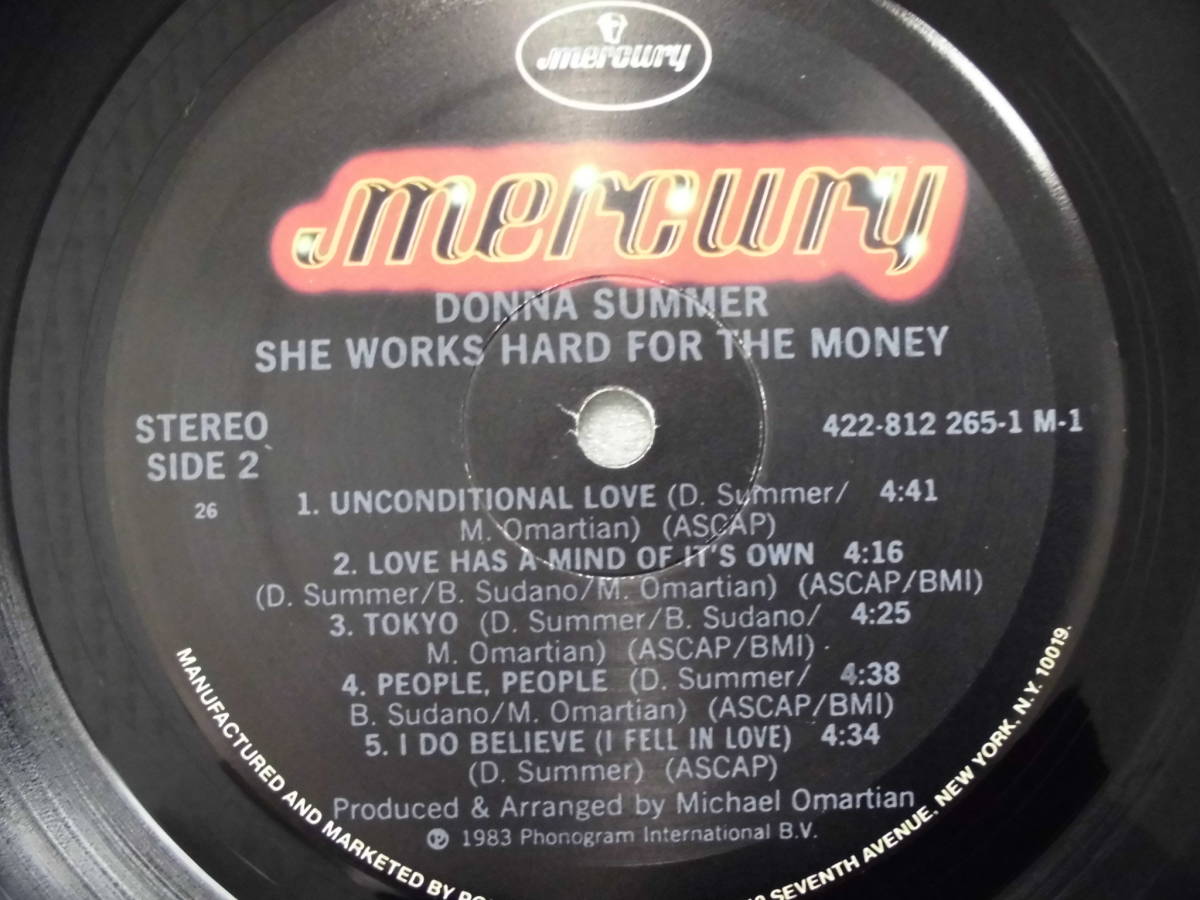 mercury
mercury
DONNA SUMMER
SHE WORKS HARD FOR THE MONEY
STEREO
SIDE 2
422-812 265-1 M-1
26
1. UNCONDITIONAL LOVE (D. Summer/ 4:41
M. Omartian) (ASCAP)
2. LOVE HAS A MIND OF IT'S OWN 4:16
(D. Summer/B. Sudano/M. Omartian) (ASCAP/BMI)
3. TOKYO (D. Summer/B. Sudano/ 4:25
M. Omartian) (ASCAP/BMI)
4. PEOPLE, PEOPLE (D. Summer/ 4:38
B. Sudano/M. Omartian) (ASCAP/BMI)
5. I DO BELIEVE (I FELL IN LOVE) 4:34
(D. Summer) (ASCAP)
Produced & Arranged by Michael Omartian
℗ 1983 Phonogram International B.V.
MANUFACTURED AND MARKETED BY SEVENTH AVENUE, NEW YORK, N.Y. 10019.